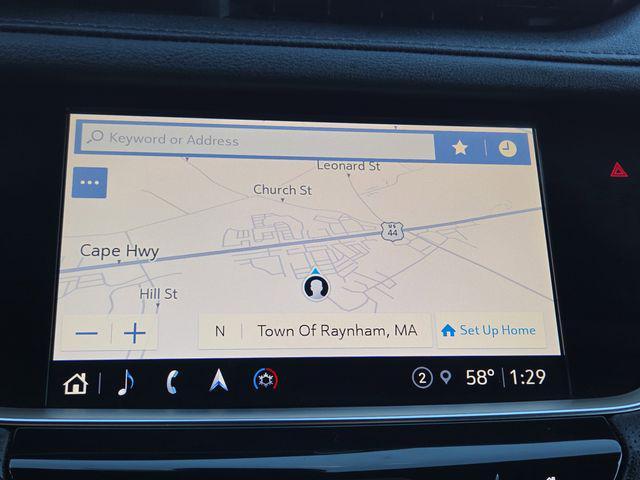 Keyword or Address
Leonard St
Church St
US
44
Cape Hwy
Hill St
N Town Of Raynham, MA Set Up Home
2 58° 1:29